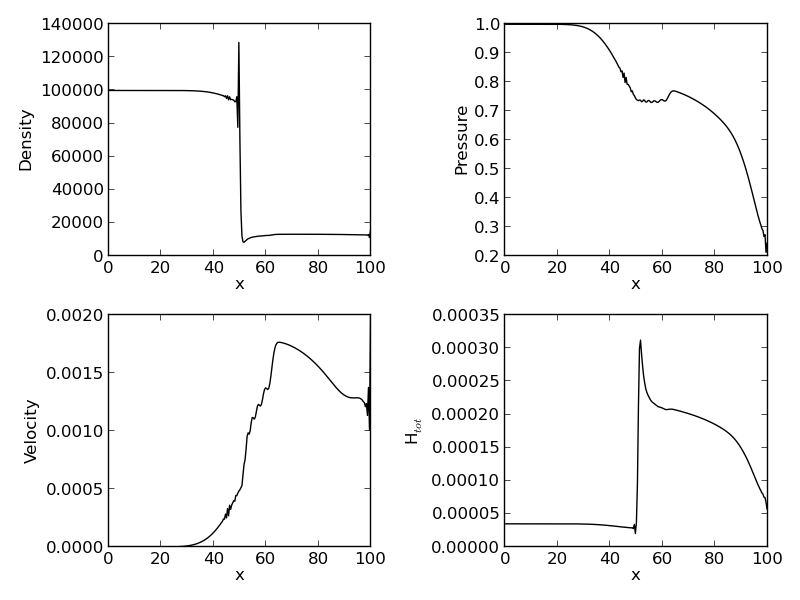 Density
140000
120000
100000
80000
60000
40000
20000
0
0 20 40 60 80 100
x
Pressure
1.0
0.9
0.8
0.7
0.6
0.5
0.4
0.3
0.2
0 20 40 60 80 100
x
Velocity
0.0020
0.0015
0.0010
0.0005
0.0000
0 20 40 60 80 100
x
H_tot
0.00035
0.00030
0.00025
0.00020
0.00015
0.00010
0.00005
0.00000
0 20 40 60 80 100
x